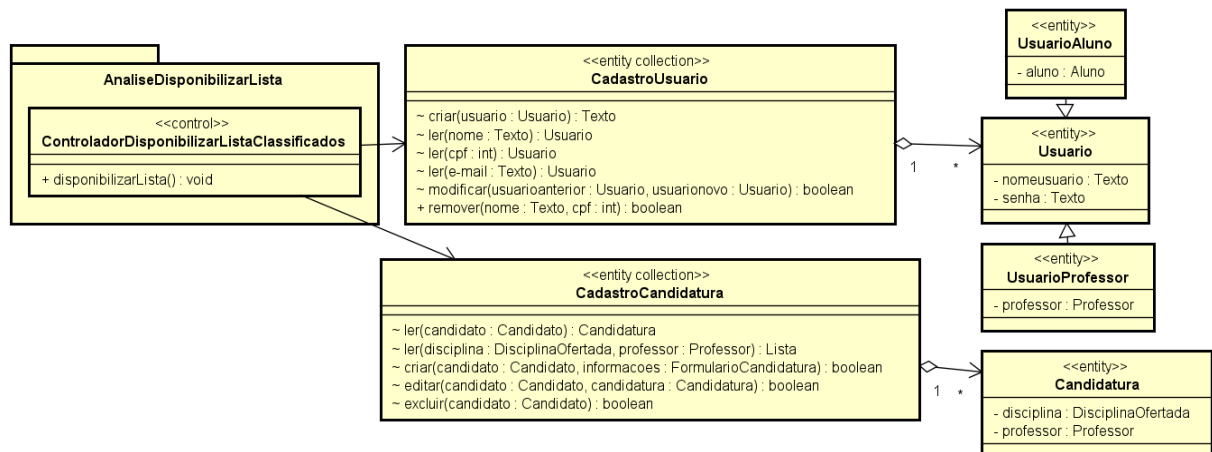 AnaliseDisponibilizarLista
<<control>>
ControladorDisponibilizarListaClassificados
+ disponibilizarLista() : void
<<entity collection>>
CadastroUsuario
~ criar(usuario : Usuario) : Texto
~ ler(nome : Texto) : Usuario
~ ler(cpf : int) : Usuario
~ ler(e-mail : Texto) : Usuario
~ modificar(usuarioanterior : Usuario, usuarionovo : Usuario) : boolean
+ remover(nome : Texto, cpf : int) : boolean
1
*
<<entity>>
UsuarioAluno
- aluno : Aluno
<<entity>>
Usuario
- nomeusuario : Texto
- senha : Texto
<<entity>>
UsuarioProfessor
- professor : Professor
<<entity collection>>
CadastroCandidatura
~ ler(candidato : Candidato) : Candidatura
~ ler(disciplina : DisciplinaOfertada, professor : Professor) : Lista
~ criar(candidato : Candidato, informacoes : FormularioCandidatura) : boolean
~ editar(candidato : Candidato, candidatura : Candidatura) : boolean
~ excluir(candidato : Candidato) : boolean
1
*
<<entity>>
Candidatura
- disciplina : DisciplinaOfertada
- professor : Professor